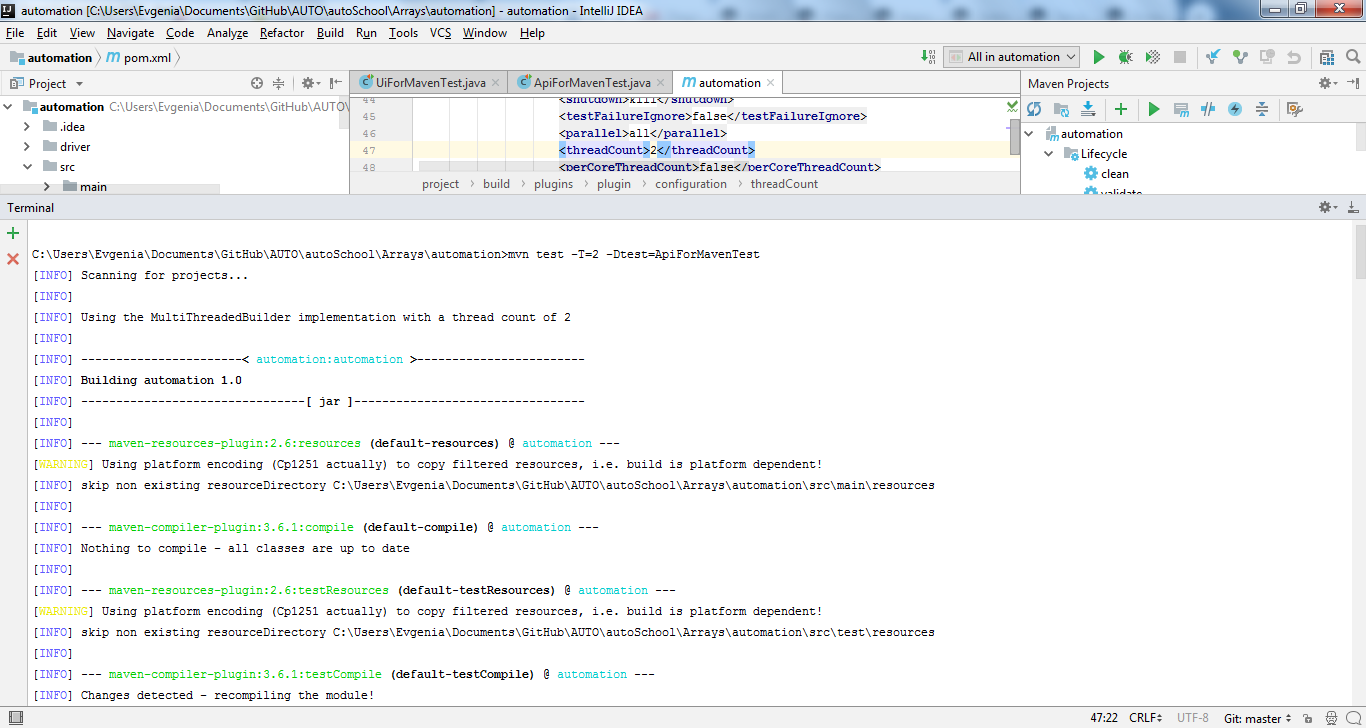 automation [C:\Users\Evgenia\Documents\GitHub\AUTO\autoSchool\Arrays\automation] - automation - IntelliJ IDEA
File Edit View Navigate Code Analyze Refactor Build Run Tools VCS Window Help
automation pom.xml All in automation
Project UiForMavenTest.java ApiForMavenTest.java automation Maven Projects
automation C:\Users\Evgenia\Documents\GitHub\AUTO\
.idea
driver
src
main
44 <shutdown>kill</shutdown>
45 <testFailureIgnore>false</testFailureIgnore>
46 <parallel>all</parallel>
47 <threadCount>2</threadCount>
48 <perCoreThreadCount>false</perCoreThreadCount>
project build plugins plugin configuration threadCount
automation
Lifecycle
clean
validate
Terminal
C:\Users\Evgenia\Documents\GitHub\AUTO\autoSchool\Arrays\automation>mvn test -T=2 -Dtest=ApiForMavenTest
[INFO] Scanning for projects...
[INFO]
[INFO] Using the MultiThreadedBuilder implementation with a thread count of 2
[INFO]
[INFO] -----------------------< automation:automation >------------------------
[INFO] Building automation 1.0
[INFO] --------------------------------[ jar ]---------------------------------
[INFO]
[INFO] --- maven-resources-plugin:2.6:resources (default-resources) @ automation ---
[WARNING] Using platform encoding (Cp1251 actually) to copy filtered resources, i.e. build is platform dependent!
[INFO] skip non existing resourceDirectory C:\Users\Evgenia\Documents\GitHub\AUTO\autoSchool\Arrays\automation\src\main\resources
[INFO]
[INFO] --- maven-compiler-plugin:3.6.1:compile (default-compile) @ automation ---
[INFO] Nothing to compile - all classes are up to date
[INFO]
[INFO] --- maven-resources-plugin:2.6:testResources (default-testResources) @ automation ---
[WARNING] Using platform encoding (Cp1251 actually) to copy filtered resources, i.e. build is platform dependent!
[INFO] skip non existing resourceDirectory C:\Users\Evgenia\Documents\GitHub\AUTO\autoSchool\Arrays\automation\src\test\resources
[INFO]
[INFO] --- maven-compiler-plugin:3.6.1:testCompile (default-testCompile) @ automation ---
[INFO] Changes detected - recompiling the module!
47:22 CRLF UTF-8 Git: master